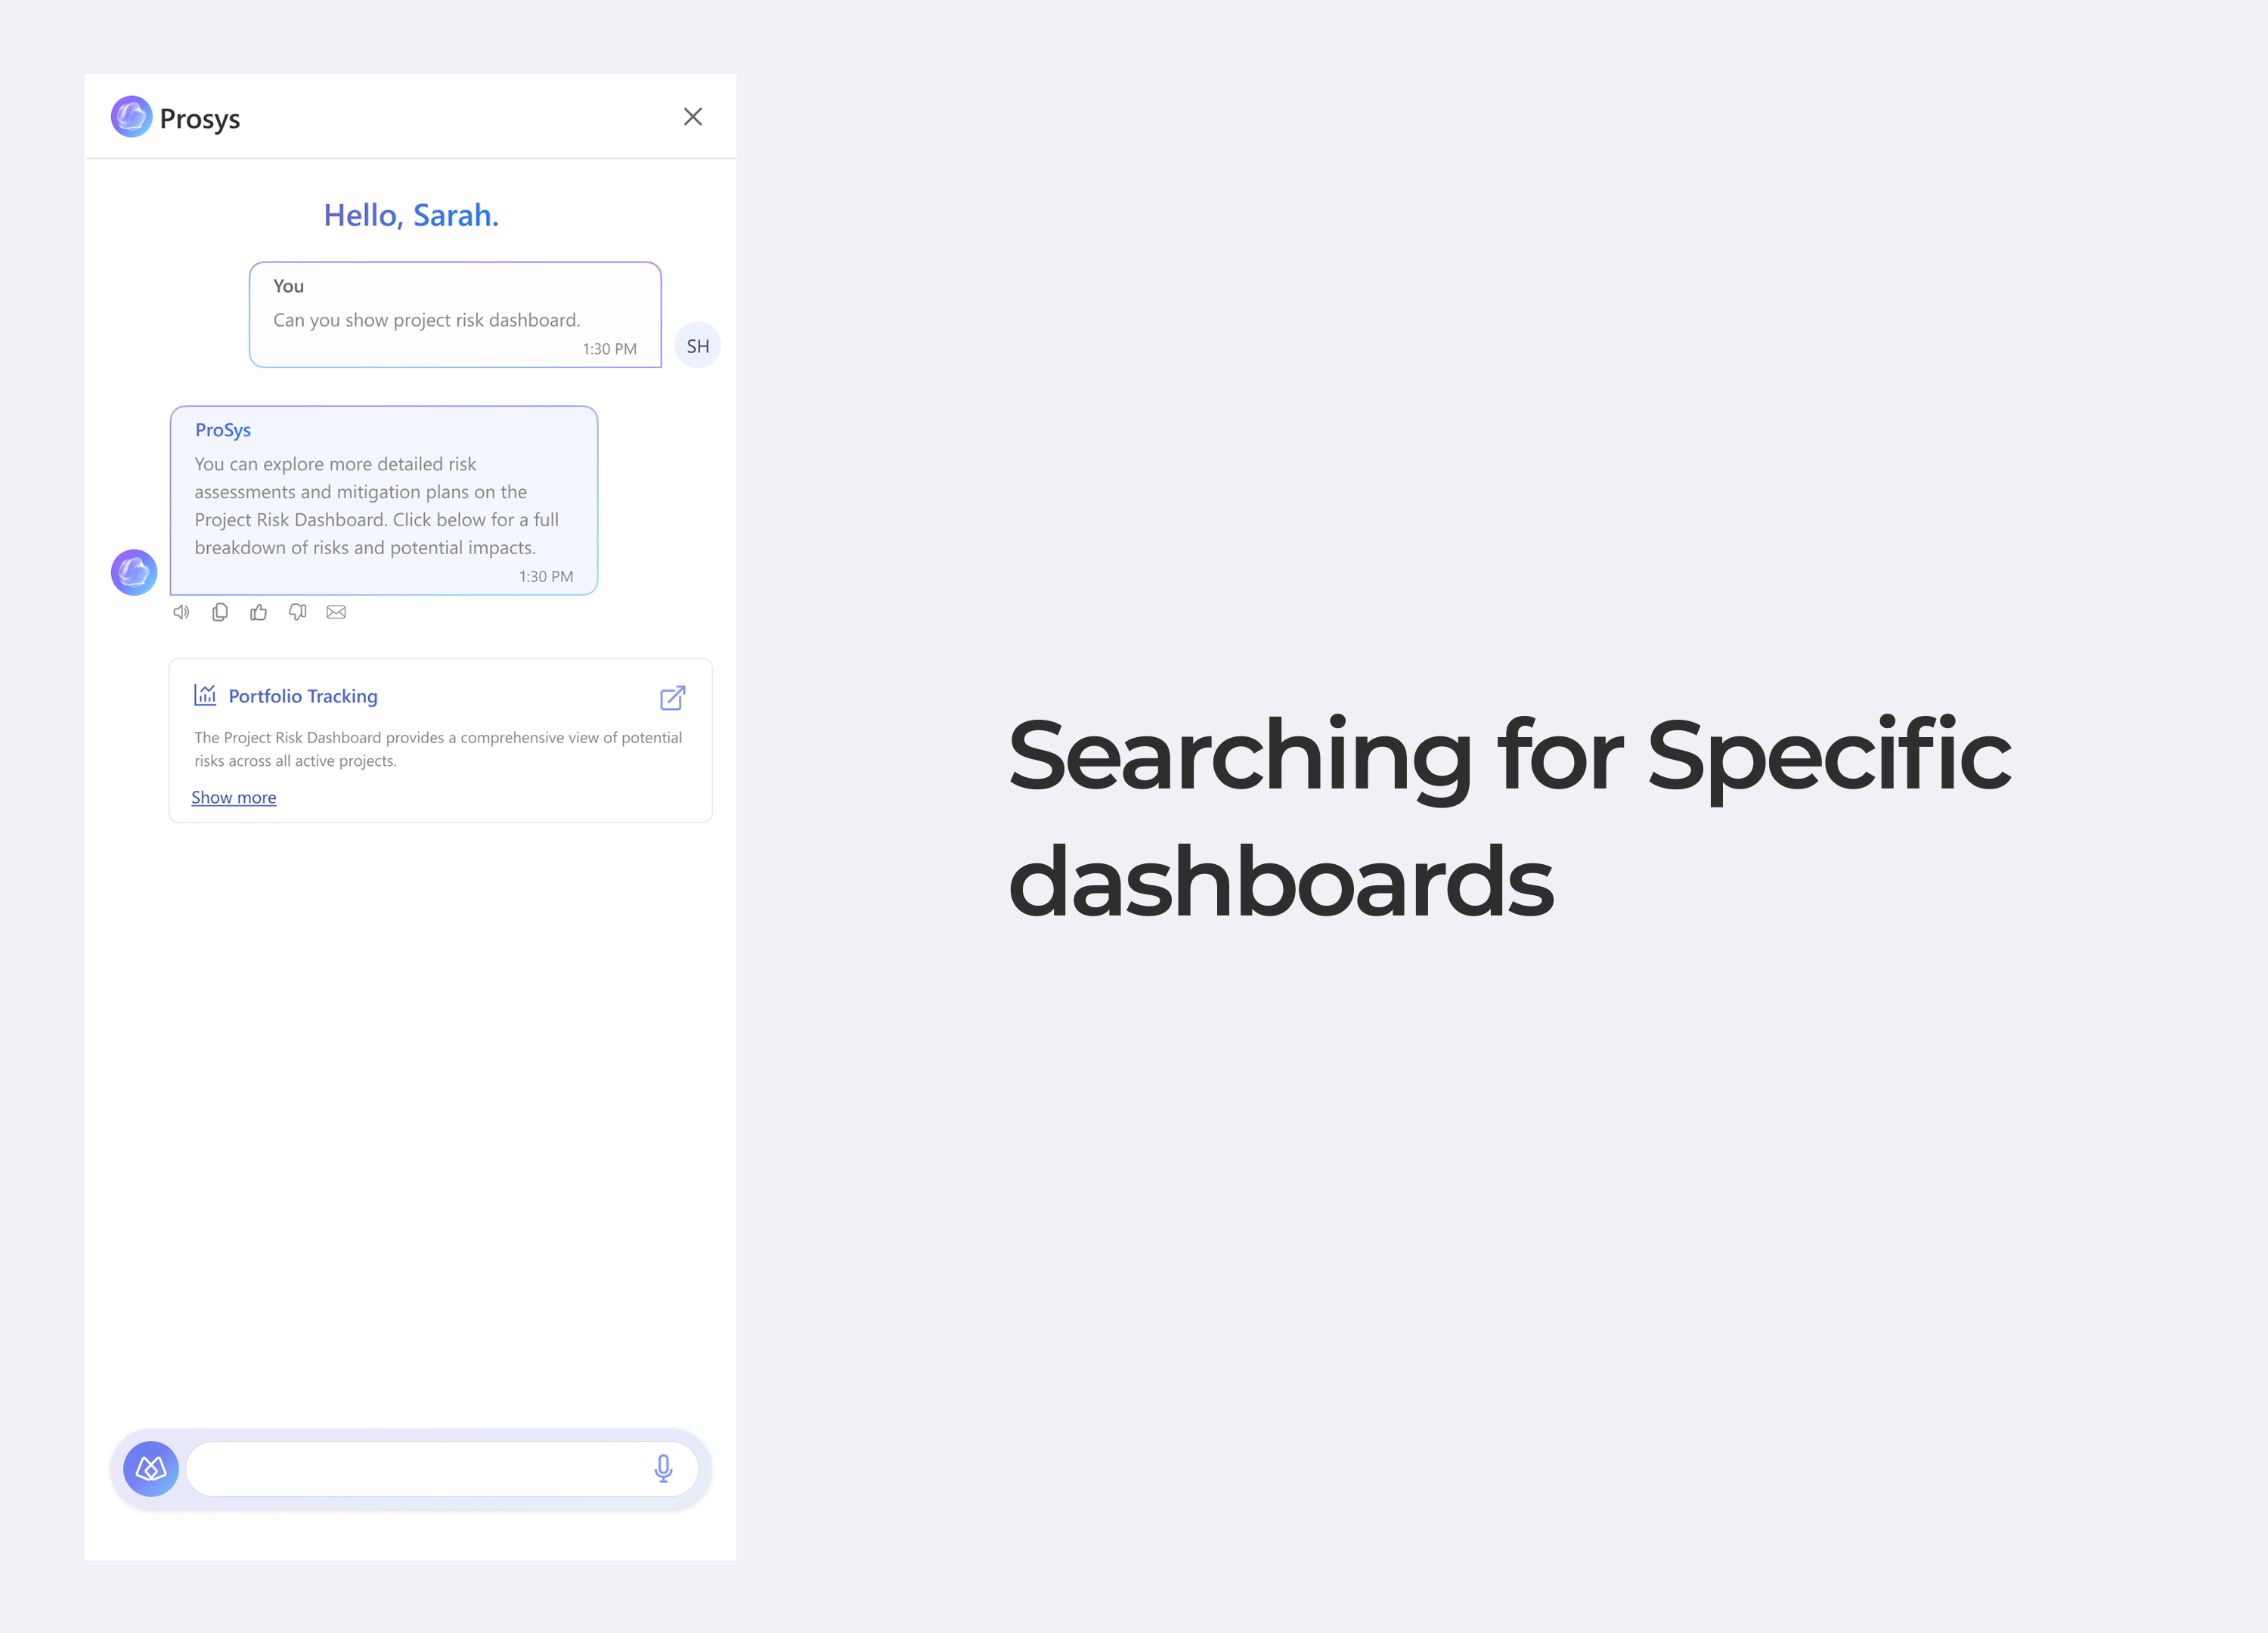 Prosys
Hello, Sarah.
You
Can you show project risk dashboard.
1:30 PM
SH
ProSys
You can explore more detailed risk
assessments and mitigation plans on the
Project Risk Dashboard. Click below for a full
breakdown of risks and potential impacts.
1:30 PM
Portfolio Tracking
The Project Risk Dashboard provides a comprehensive view of potential
risks across all active projects.
Show more
Searching for Specific
dashboards